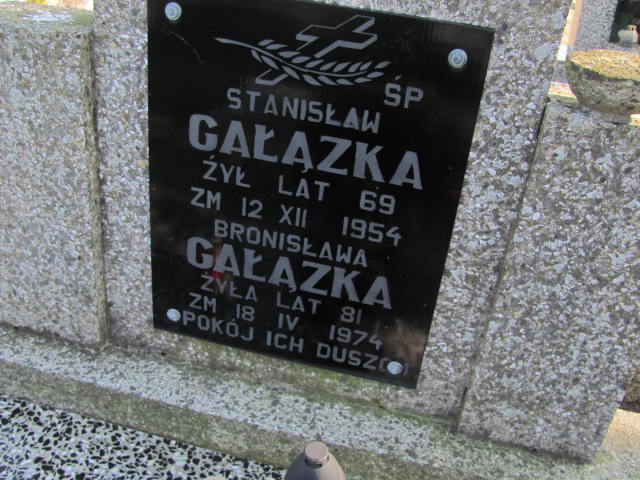 ŚP
STANISŁAW
GAŁĄZKA
ŻYŁ LAT 69
ZM 12 XII 1954
BRONISŁAWA
GAŁĄZKA
ŻYŁA LAT 81
ZM 18 IV 1974
POKÓJ ICH DUSZOM